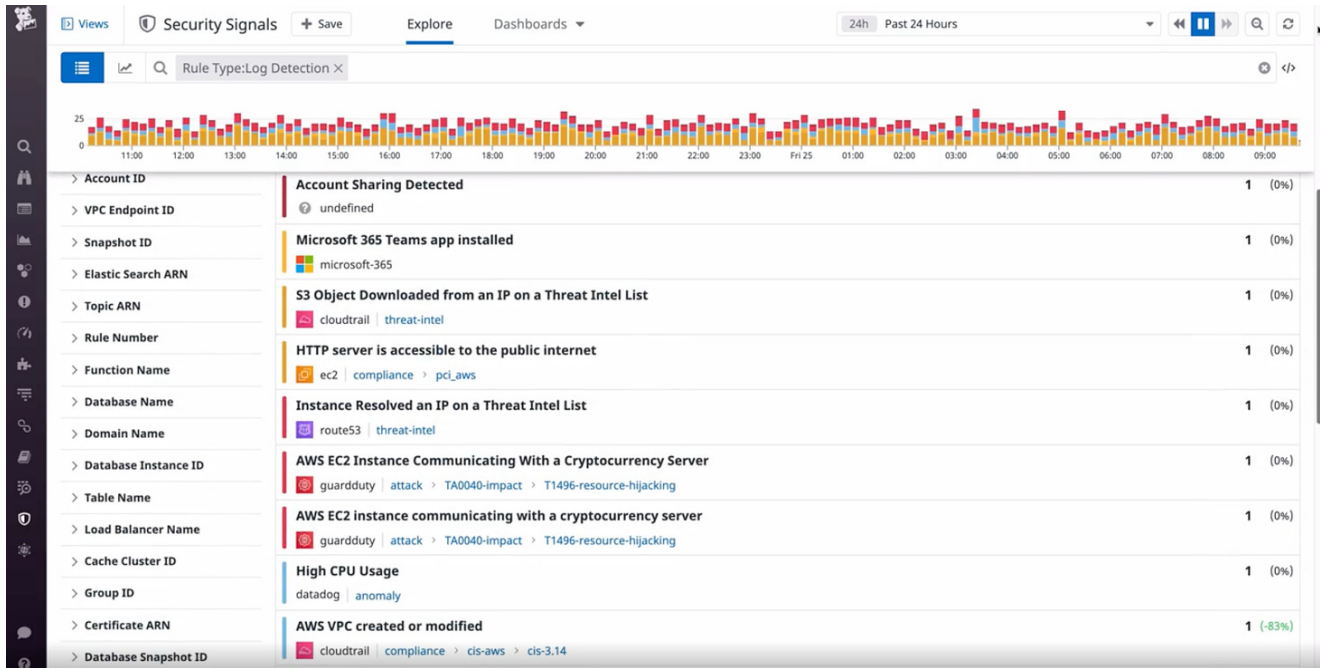 Views
Security Signals
+ Save
Explore
Dashboards
24h Past 24 Hours
Rule Type:Log Detection ×
</>
25
0
11:00 12:00 13:00 14:00 15:00 16:00 17:00 18:00 19:00 20:00 21:00 22:00 23:00 Fri 25 01:00 02:00 03:00 04:00 05:00 06:00 07:00 08:00 09:00
Account ID
VPC Endpoint ID
Snapshot ID
Elastic Search ARN
Topic ARN
Rule Number
Function Name
Database Name
Domain Name
Database Instance ID
Table Name
Load Balancer Name
Cache Cluster ID
Group ID
Certificate ARN
Database Snapshot ID
Account Sharing Detected 1 (0%)
undefined
Microsoft 365 Teams app installed 1 (0%)
microsoft-365
S3 Object Downloaded from an IP on a Threat Intel List 1 (0%)
cloudtrail | threat-intel
HTTP server is accessible to the public internet 1 (0%)
ec2 | compliance > pci_aws
Instance Resolved an IP on a Threat Intel List 1 (0%)
route53 | threat-intel
AWS EC2 Instance Communicating With a Cryptocurrency Server 1 (0%)
guardduty | attack > TA0040-impact > T1496-resource-hijacking
AWS EC2 instance communicating with a cryptocurrency server 1 (0%)
guardduty | attack > TA0040-impact > T1496-resource-hijacking
High CPU Usage 1 (0%)
datadog | anomaly
AWS VPC created or modified 1 (-83%)
cloudtrail | compliance > cis-aws > cis-3.14